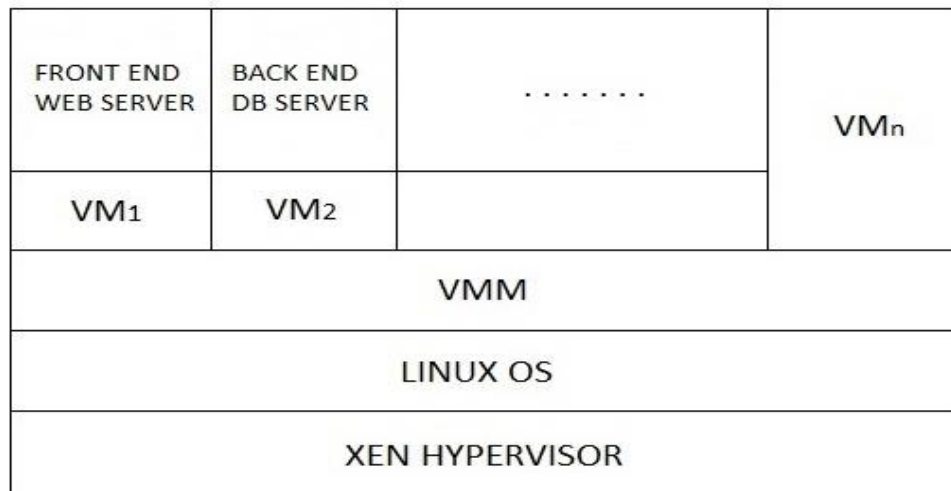 FRONT END
WEB SERVER
BACK END
DB SERVER
.......
VMn
VM1
VM2
VMM
LINUX OS
XEN HYPERVISOR